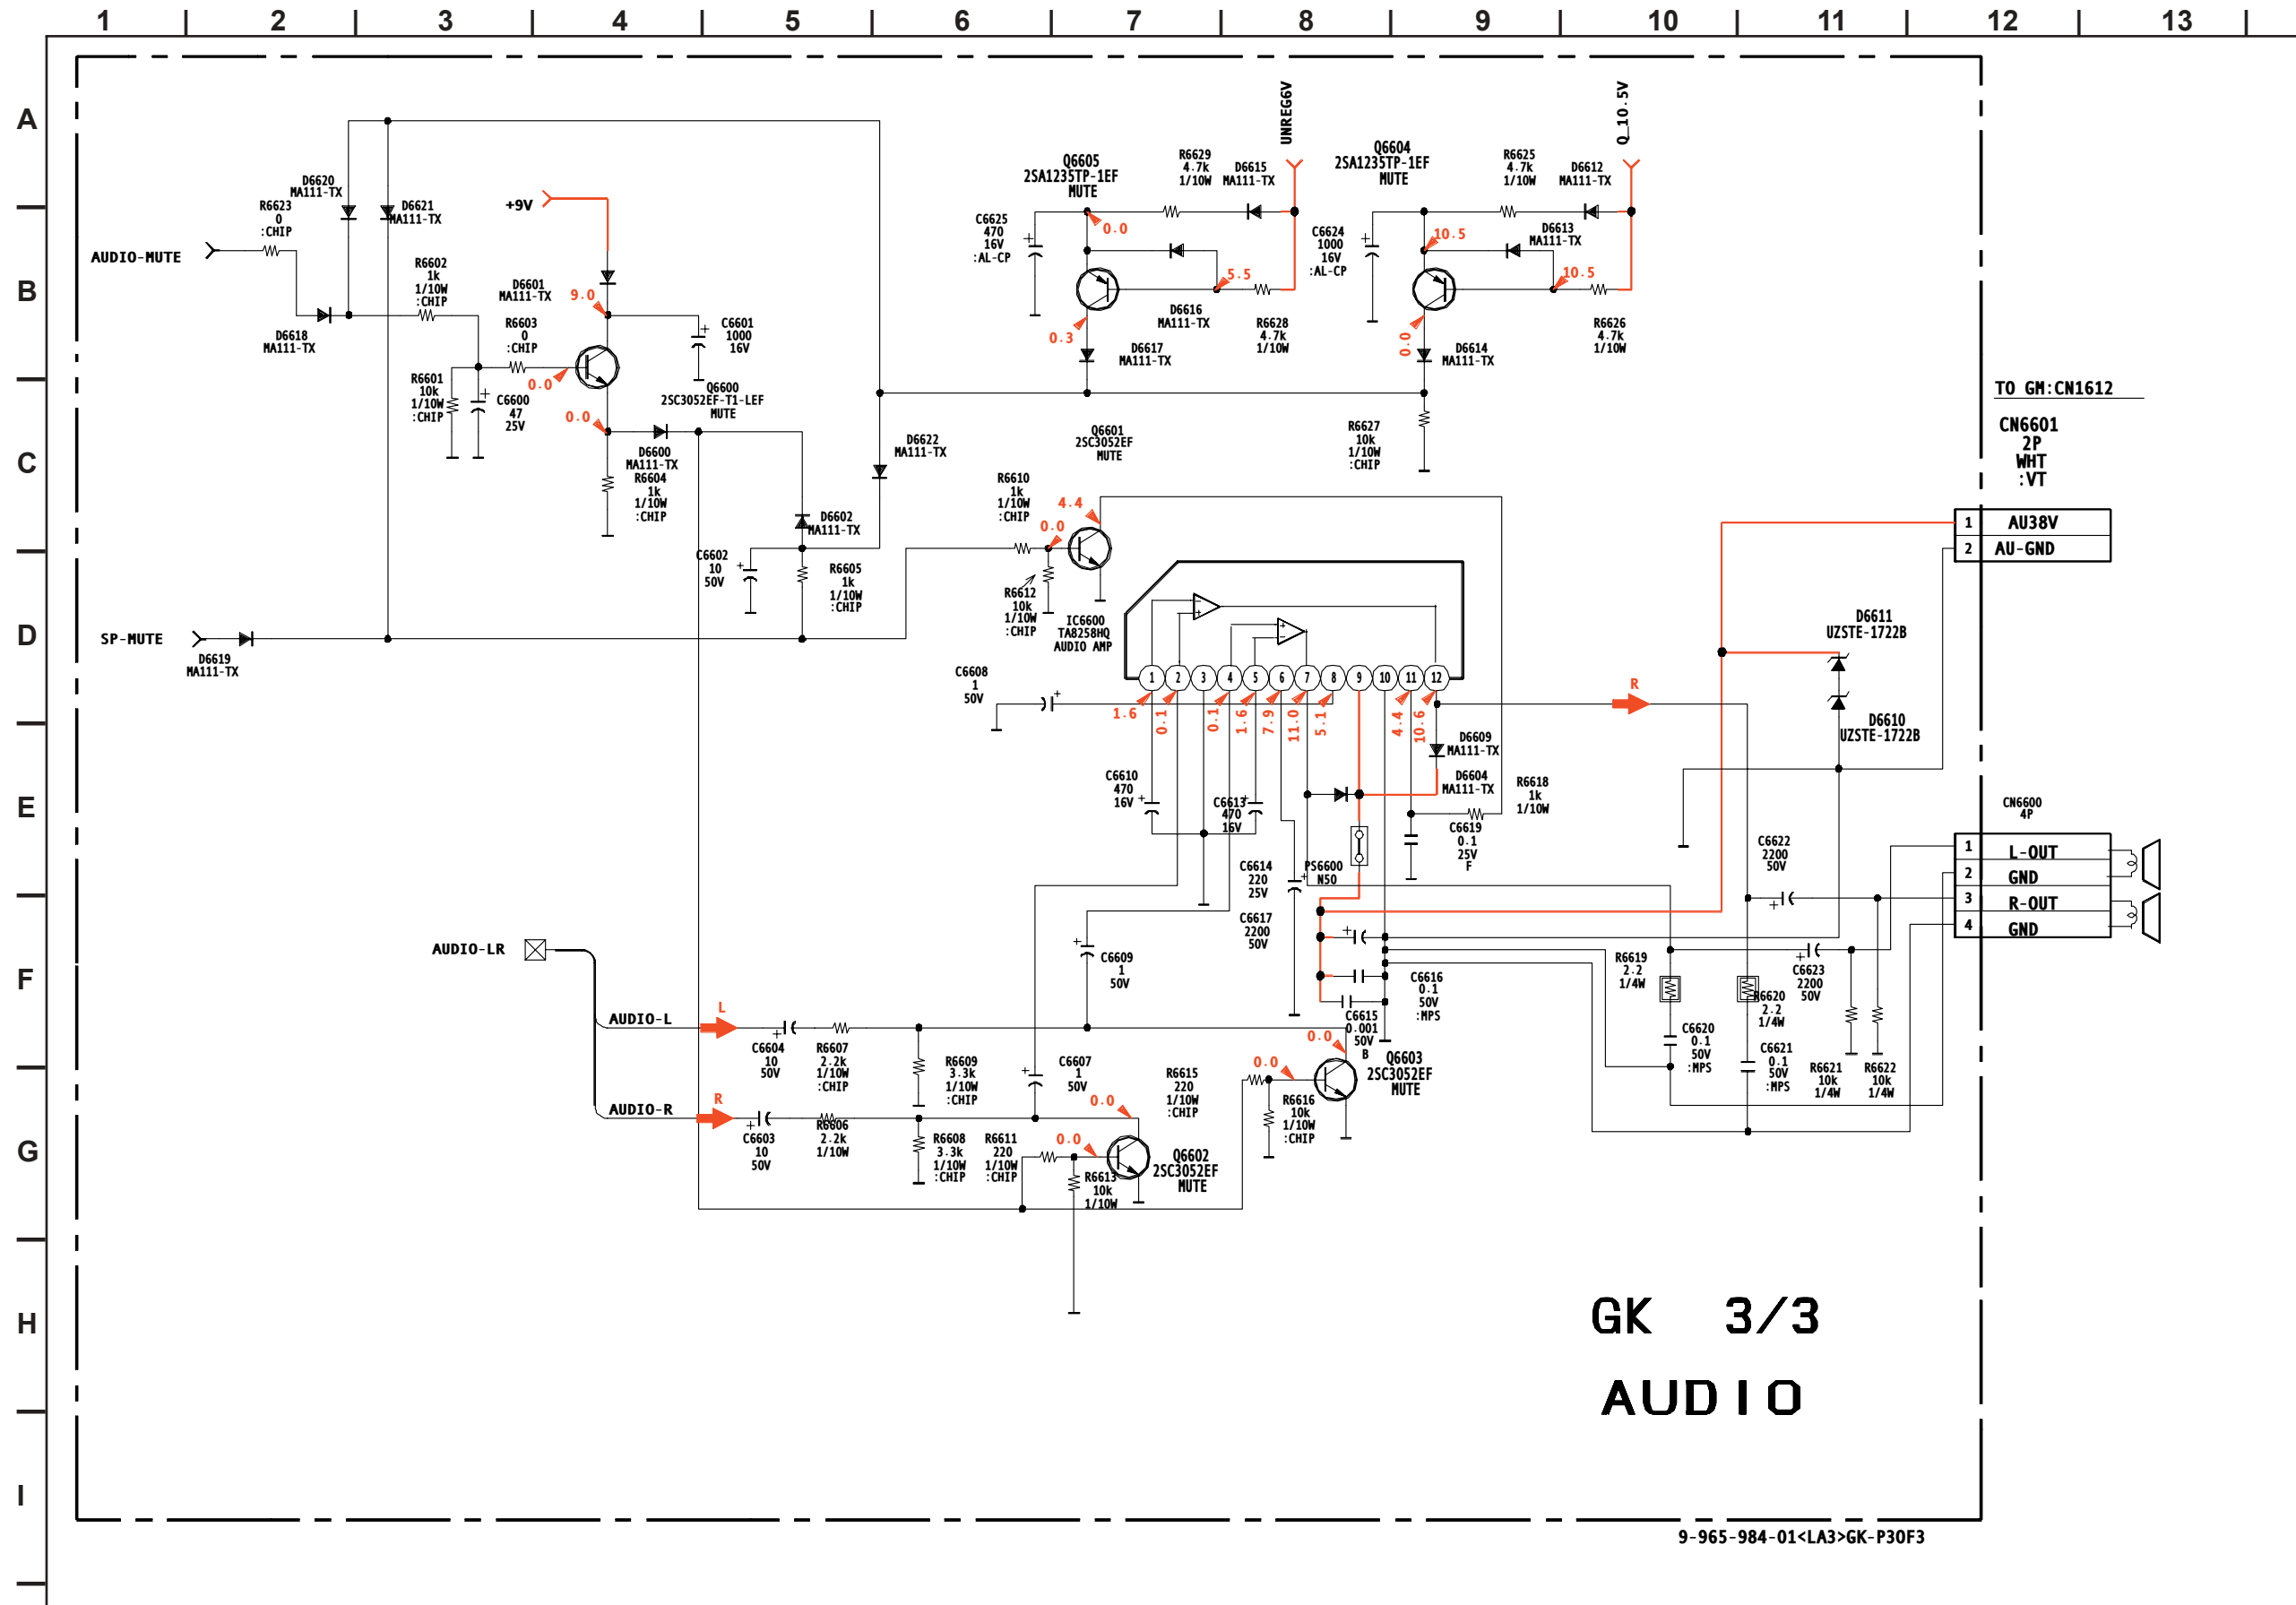 1 2 3 4 5 6 7 8 9 10 11 12 13
A
B
C
D
E
F
G
H
I
UNREG6V
Q_10.5V
Q6605
2SA1235TP-1EF
MUTE
R6629
4.7k
1/10W
D6615
MA111-TX
Q6604
2SA1235TP-1EF
MUTE
R6625
4.7k
1/10W
D6612
MA111-TX
D6620
MA111-TX
R6623
0
:CHIP
D6621
MA111-TX
+9V
AUDIO-MUTE
C6625
470
16V
:AL-CP
+
0.0
C6624
1000
16V
:AL-CP
+
10.5
D6613
MA111-TX
R6602
1k
1/10W
:CHIP
D6601
MA111-TX
9.0
5.5
10.5
D6618
MA111-TX
R6603
0
:CHIP
C6601
1000
16V
+
0.3
D6616
MA111-TX
R6628
4.7k
1/10W
D6617
MA111-TX
0.0
D6614
MA111-TX
R6626
4.7k
1/10W
R6601
10k
1/10W
:CHIP
+
C6600
47
25V
0.0
Q6600
2SC3052EF-T1-LEF
MUTE
0.0
TO GM:CN1612
CN6601
2P
WHT
:VT
D6600
MA111-TX
R6604
1k
1/10W
:CHIP
D6622
MA111-TX
Q6601
2SC3052EF
MUTE
R6627
10k
1/10W
:CHIP
R6610
1k
1/10W
:CHIP
4.4
0.0
D6602
MA111-TX
1 AU38V
2 AU-GND
C6602
10
50V
+
R6605
1k
1/10W
:CHIP
R6612
10k
1/10W
:CHIP
IC6600
TA8258HQ
AUDIO AMP
- +
+ -
SP-MUTE
D6619
MA111-TX
D6611
UZSTE-1722B
C6608
1
50V
+
1 2 3 4 5 6 7 8 9 10 11 12
1.6
0.1
0.1
1.6
7.9
11.0
5.1
4.4
10.6
R
D6610
UZSTE-1722B
D6609
MA111-TX
D6604
MA111-TX
R6618
1k
1/10W
C6610
470
16V
+
C6613
470
16V
+
C6619
0.1
25V
F
CN6600
4P
C6622
2200
50V
+
1 L-OUT
2 GND
3 R-OUT
4 GND
C6614
220
25V
+
PS6600
N50
C6617
2200
50V
+
AUDIO-LR
C6609
1
50V
+
C6616
0.1
50V
:MPS
R6619
2.2
1/4W
C6623
2200
50V
+
R6620
2.2
1/4W
AUDIO-L
L
C6615
0.001
50V
B
0.0
C6604
10
50V
+
R6607
2.2k
1/10W
:CHIP
R6609
3.3k
1/10W
:CHIP
C6607
1
50V
+
R6615
220
1/10W
:CHIP
0.0
Q6603
2SC3052EF
MUTE
C6620
0.1
50V
:MPS
C6621
0.1
50V
:MPS
R6621
10k
1/4W
R6622
10k
1/4W
AUDIO-R
R
C6603
10
50V
+
R6606
2.2k
1/10W
R6608
3.3k
1/10W
:CHIP
R6611
220
1/10W
:CHIP
0.0
0.0
R6616
10k
1/10W
:CHIP
Q6602
2SC3052EF
MUTE
R6613
10k
1/10W
GK 3/3
AUDIO
9-965-984-01<LA3>GK-P30F3